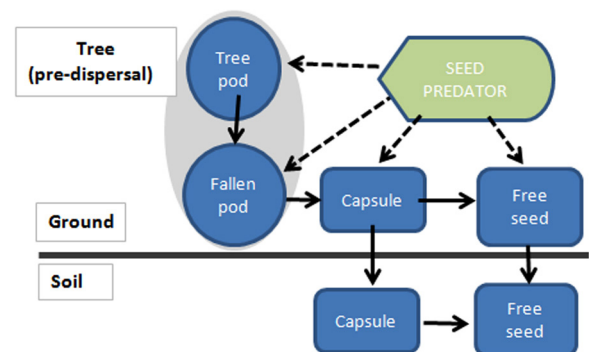 Tree
(pre-dispersal)
Tree
pod
SEED
PREDATOR
Fallen
pod
Capsule
Free
seed
Ground
Soil
Capsule
Free
seed